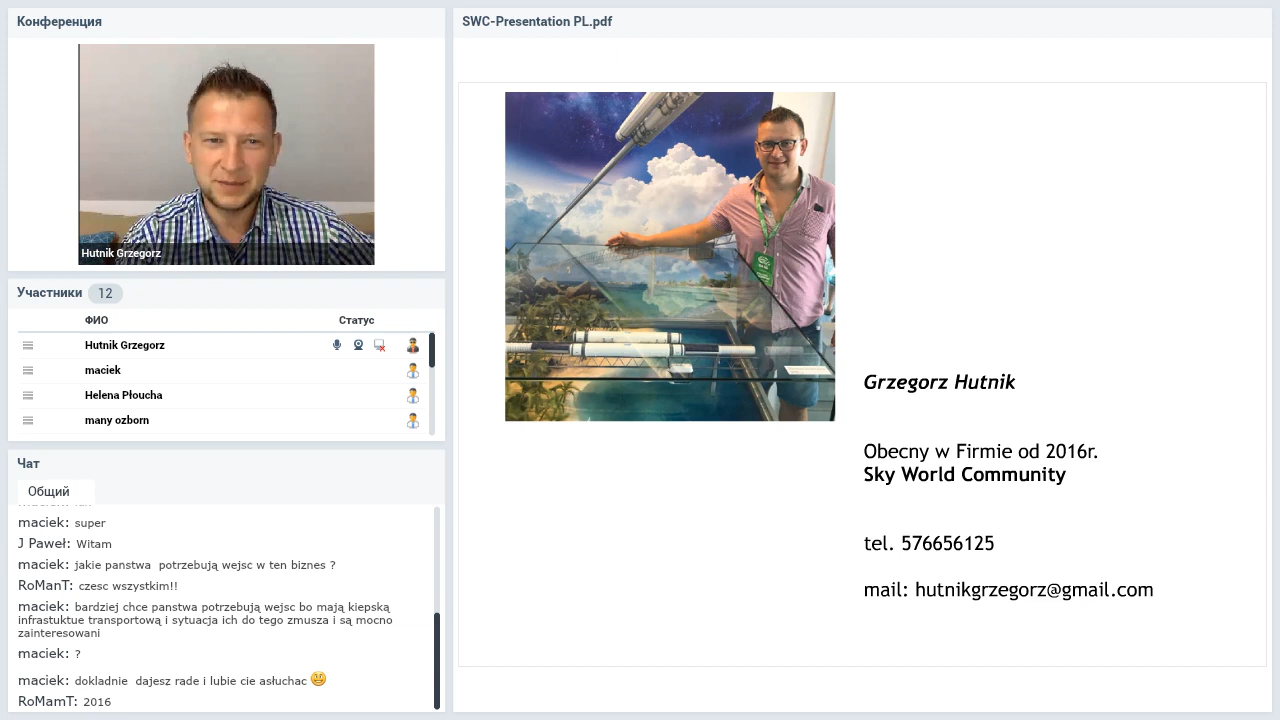 Конференция
Hutnik Grzegorz
Участники 12
ФИО Статус
Hutnik Grzegorz
maciek
Helena Płoucha
many ozborn
Чат
Общий
maciek: super
J Paweł: Witam
maciek: jakie panstwa potrzebują wejsc w ten biznes ?
RoManT: czesc wszystkim!!
maciek: bardziej chce panstwa potrzebują wejsc bo mają kiepską
infrastuktue transportową i sytuacja ich do tego zmusza i są mocno
zainteresowani
maciek: ?
maciek: dokladnie dajesz rade i lubie cie asłuchac
RoMamT: 2016
SWC-Presentation PL.pdf
Grzegorz Hutnik
Obecny w Firmie od 2016r.
Sky World Community
tel. 576656125
mail: hutnikgrzegorz@gmail.com